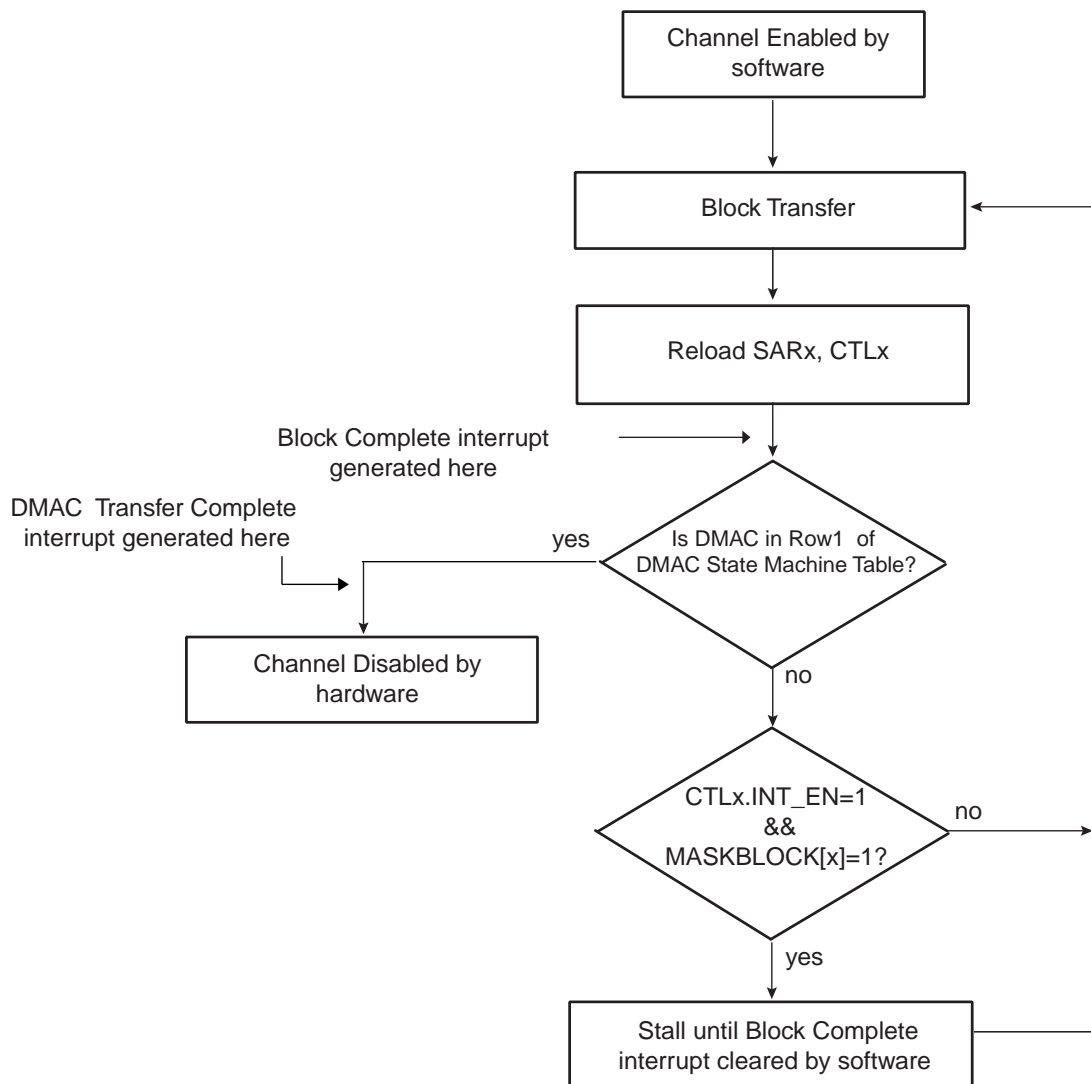 Channel Enabled by
software
Block Transfer
Reload SARx, CTLx
Block Complete interrupt
generated here
DMAC Transfer Complete
interrupt generated here
yes
Is DMAC in Row1 of
DMAC State Machine Table?
Channel Disabled by
hardware
no
CTLx.INT_EN=1
&&
MASKBLOCK[x]=1?
no
yes
Stall until Block Complete
interrupt cleared by software